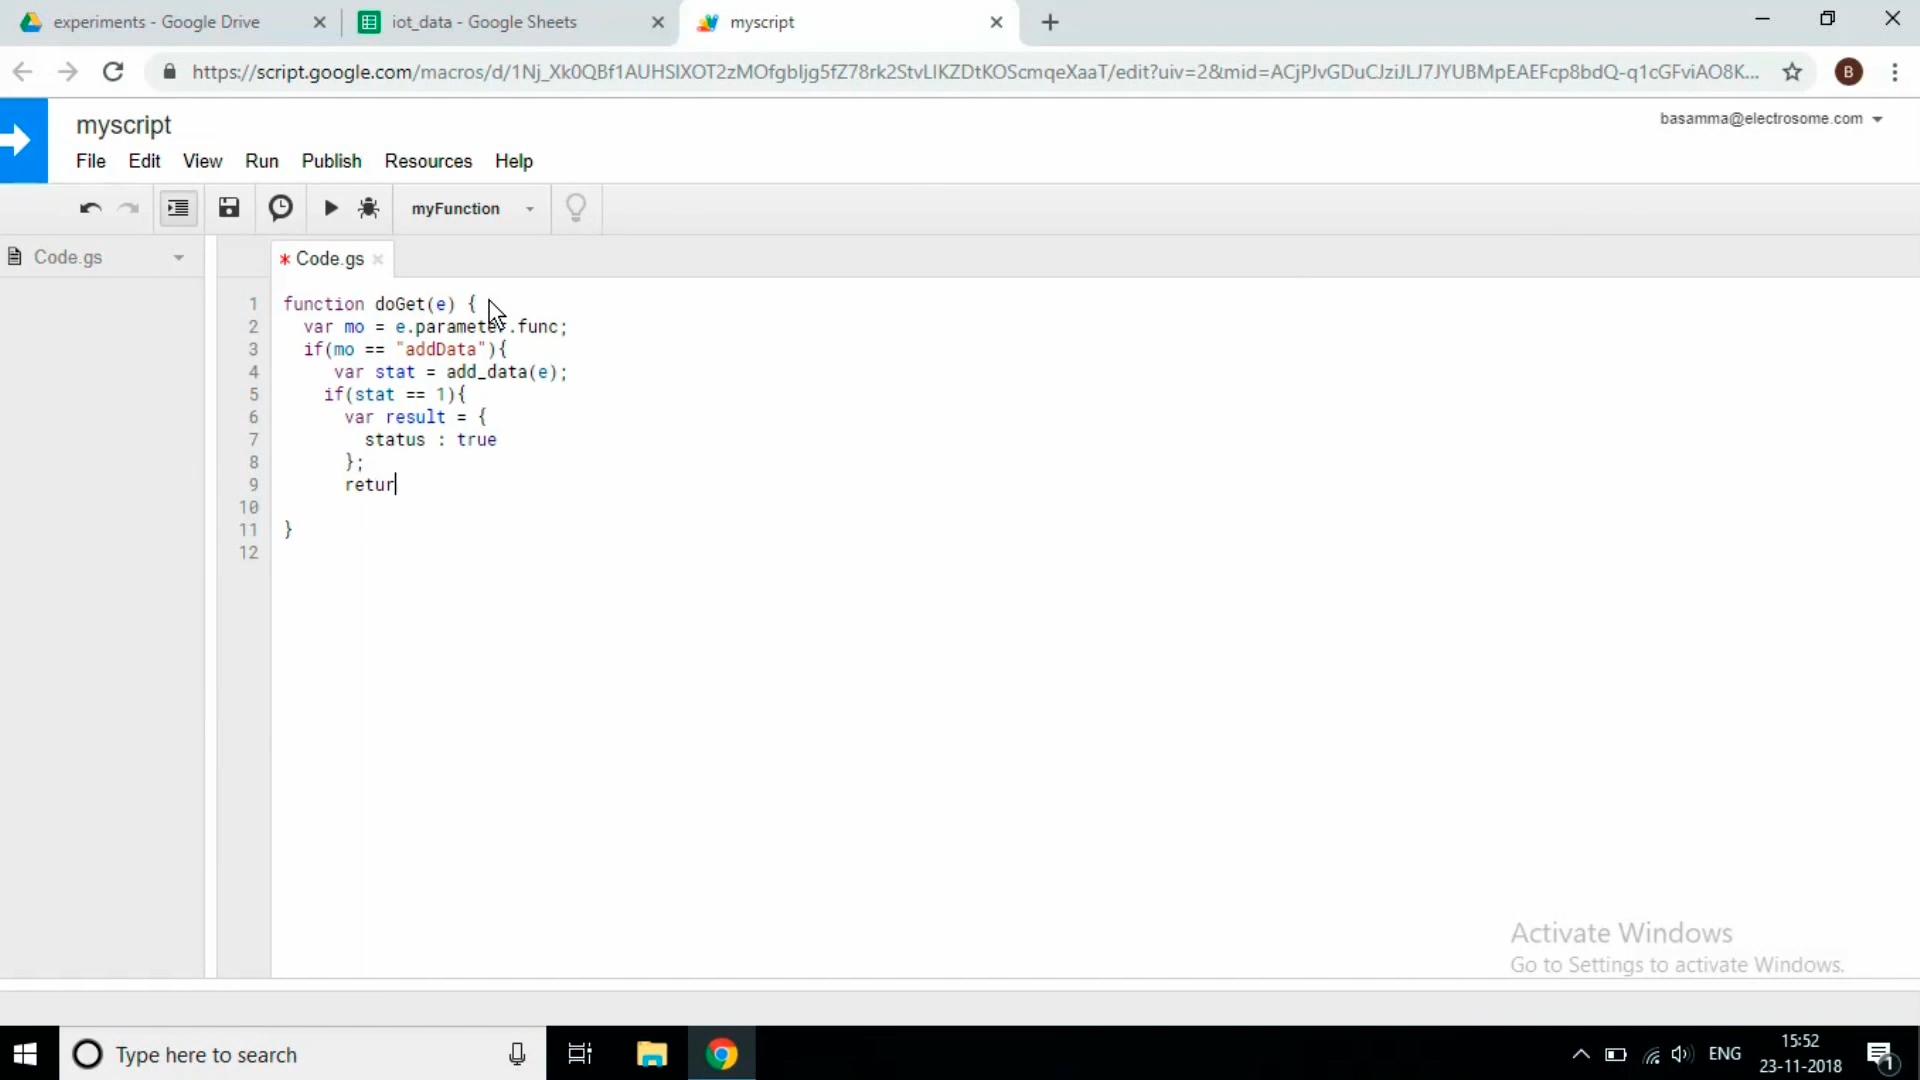 experiments - Google Drive
iot_data - Google Sheets
myscript
https://script.google.com/macros/d/1Nj_Xk0QBf1AUHSIXOT2zMOfgbIjg5fZ78rk2StvLIKZDtKOScmqeXaaT/edit?uiv=2&mid=ACjPJvGDuCJziJLJ7JYUBMpEAEFcp8bdQ-q1cGFviAO8K...
B
myscript
basamma@electrosome.com
File Edit View Run Publish Resources Help
myFunction
Code.gs
* Code.gs
1 function doGet(e) {
2 var mo = e.parameter.func;
3 if(mo == "addData"){
4 var stat = add_data(e);
5 if(stat == 1){
6 var result = {
7 status : true
8 };
9 retur
10
11 }
12
Activate Windows
Go to Settings to activate Windows.
Type here to search
ENG
15:52
23-11-2018
1